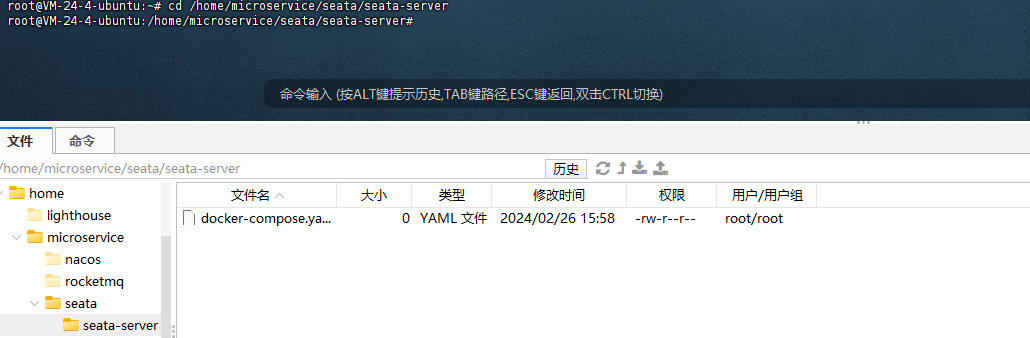 root@VM-24-4-ubuntu:~# cd /home/microservice/seata/seata-server
root@VM-24-4-ubuntu:/home/microservice/seata/seata-server#
命令输入 (按ALT键提示历史,TAB键路径,ESC键返回,双击CTRL切换)
文件 命令
/home/microservice/seata/seata-server 历史
home
lighthouse
microservice
nacos
rocketmq
seata
seata-server
文件名 大小 类型 修改时间 权限 用户/用户组
docker-compose.ya... 0 YAML 文件 2024/02/26 15:58 -rw-r--r-- root/root